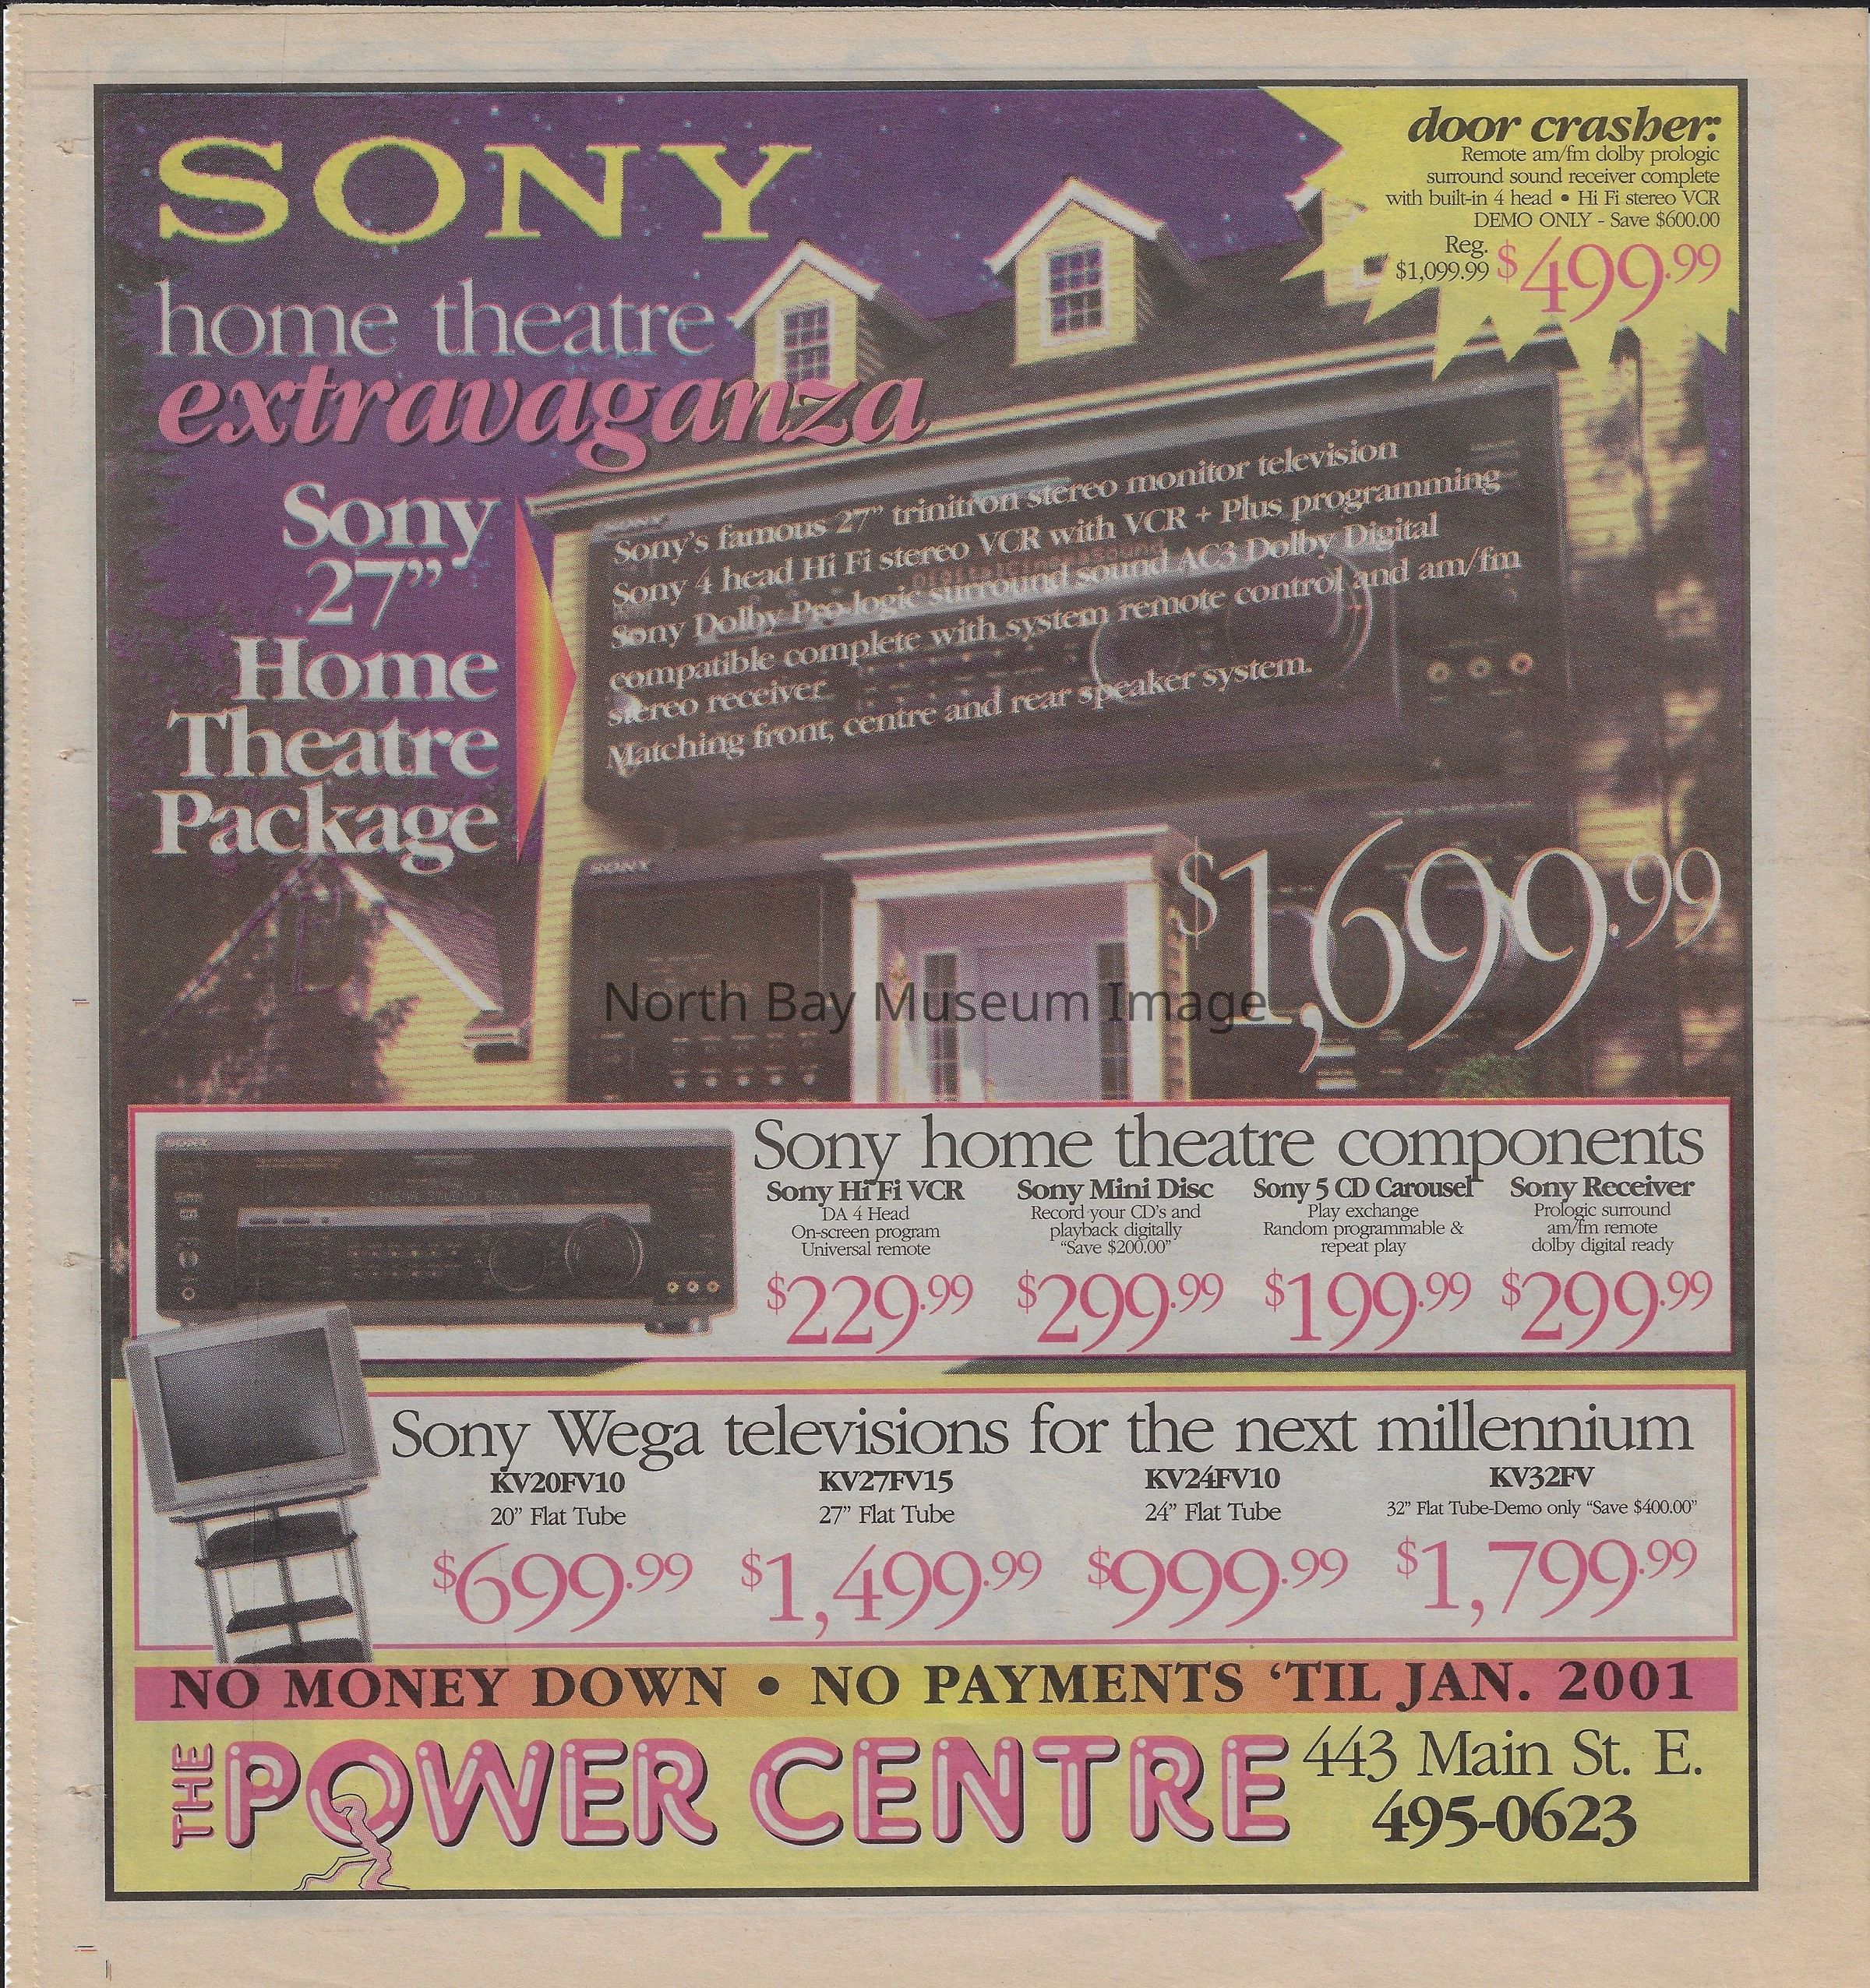 SONY
home theatre
extravaganza
door crasher:
Remote am/fm dolby prologic
surround sound receiver complete
with built-in 4 head • Hi Fi stereo VCR
DEMO ONLY - Save $600.00
Reg.
$1,099.99 $499.99
Sony
27”
Home
Theatre
Package
SONY
Sony’s famous 27” trinitron stereo monitor television
Sony 4 head Hi Fi stereo VCR with VCR + Plus programming
Sony Dolby Pro-logic surround sound AC3 Dolby Digital
compatible complete with system remote control and am/fm
stereo receiver
Matching front, centre and rear speaker system.
SONY
$1,699.99
North Bay Museum Image
SONY
Sony home theatre components
Sony Hi Fi VCR
DA 4 Head
On-screen program
Universal remote
$229.99
Sony Mini Disc
Record your CD’s and
playback digitally
“Save $200.00”
$299.99
Sony 5 CD Carousel
Play exchange
Random programmable &
repeat play
$199.99
Sony Receiver
Prologic surround
am/fm remote
dolby digital ready
$299.99
Sony Wega televisions for the next millennium
KV20FV10
20” Flat Tube
$699.99
KV27FV15
27” Flat Tube
$1,499.99
KV24FV10
24” Flat Tube
$999.99
KV32FV
32” Flat Tube-Demo only “Save $400.00”
$1,799.99
NO MONEY DOWN • NO PAYMENTS ‘TIL JAN. 2001
THE POWER CENTRE
443 Main St. E.
495-0623